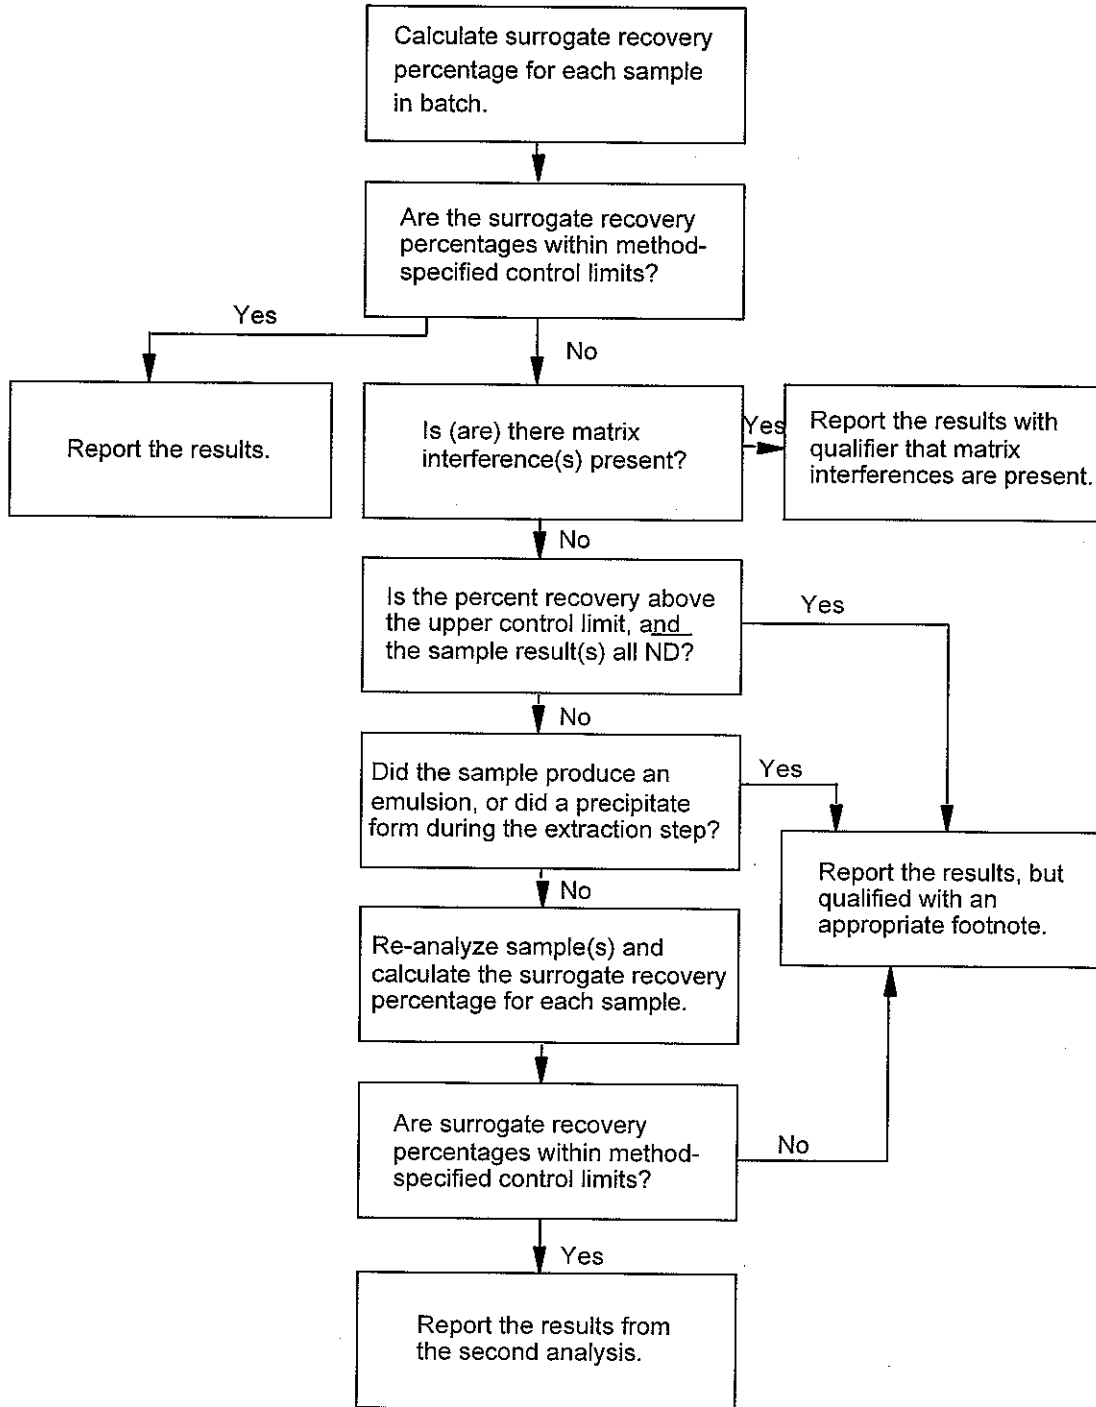 Calculate surrogate recovery
percentage for each sample
in batch.
Are the surrogate recovery
percentages within method-
specified control limits?
Yes
No
Report the results.
Is (are) there matrix
interference(s) present?
Yes
Report the results with
qualifier that matrix
interferences are present.
No
Is the percent recovery above
the upper control limit, and
the sample result(s) all ND?
Yes
No
Did the sample produce an
emulsion, or did a precipitate
form during the extraction step?
Yes
Report the results, but
qualified with an
appropriate footnote.
No
Re-analyze sample(s) and
calculate the surrogate recovery
percentage for each sample.
Are surrogate recovery
percentages within method-
specified control limits?
No
Yes
Report the results from
the second analysis.